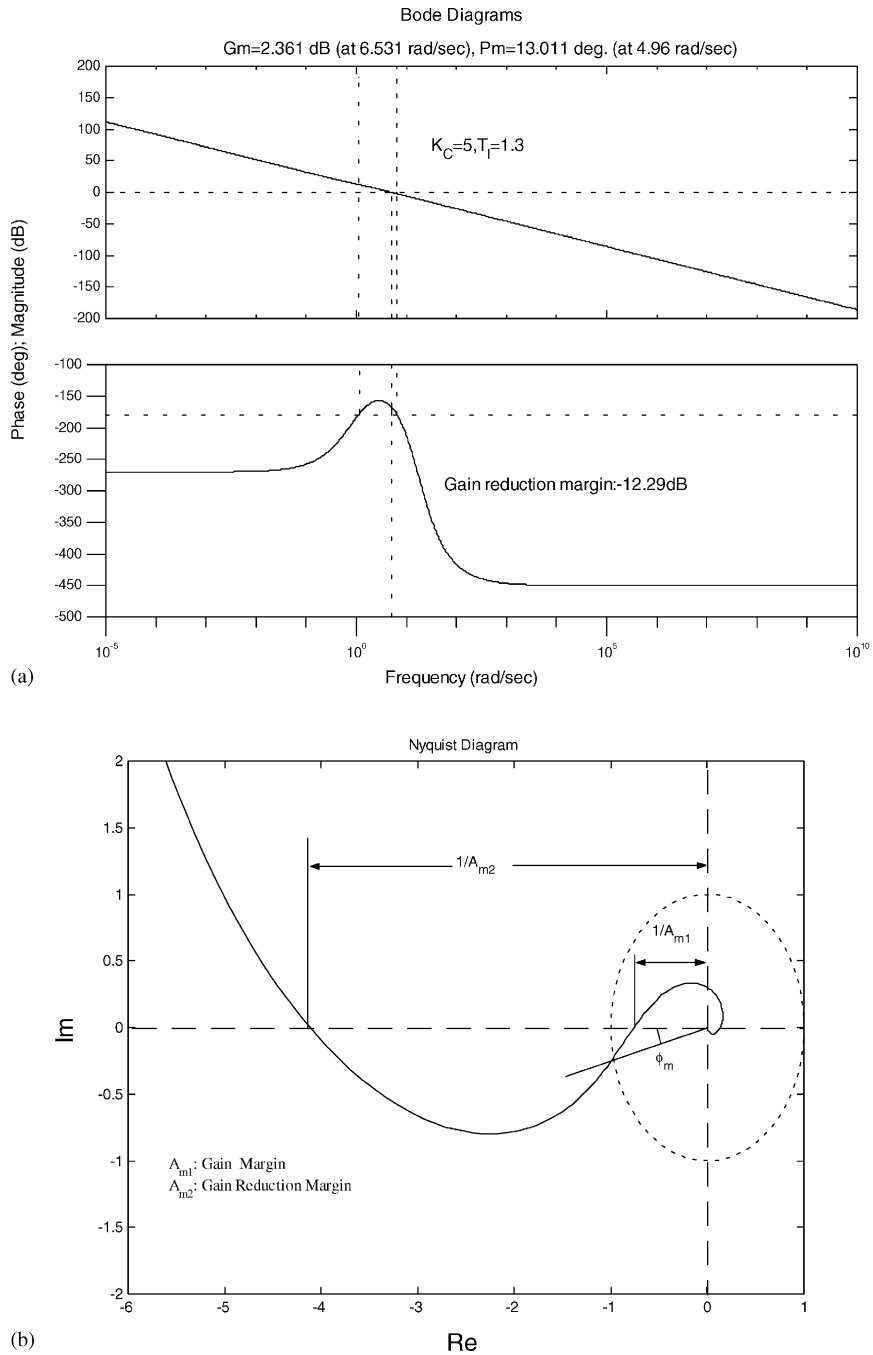 Bode Diagrams
Gm=2.361 dB (at 6.531 rad/sec), Pm=13.011 deg. (at 4.96 rad/sec)
Phase (deg); Magnitude (dB)
200
150
100
50
0
-50
-100
-150
-200
K_C=5,T_I=1.3
-100
-150
-200
-250
-300
-350
-400
-450
-500
Gain reduction margin:-12.29dB
10^-5 10^0 10^5 10^10
Frequency (rad/sec)
(a)
Nyquist Diagram
Im
2
1.5
1
0.5
0
-0.5
-1
-1.5
-2
1/A_m2
1/A_m1
ϕ_m
A_m1: Gain Margin
A_m2: Gain Reduction Margin
-6 -5 -4 -3 -2 -1 0 1
Re
(b)